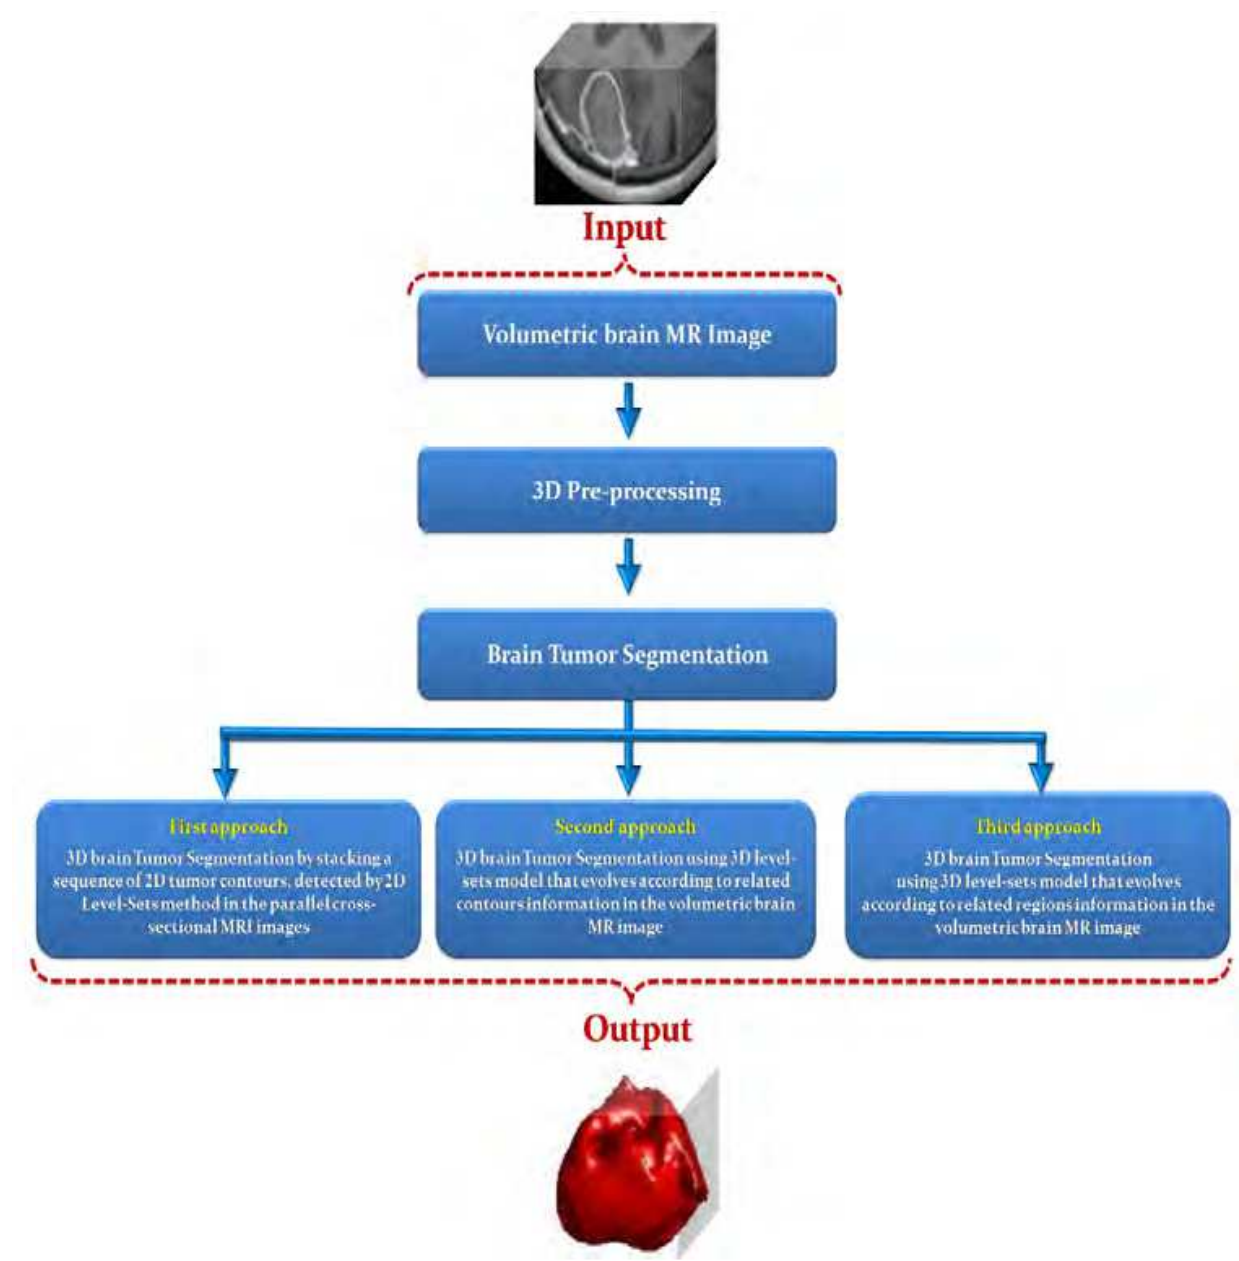 Input
Volumetric brain MR Image
3D Pre-processing
Brain Tumor Segmentation
First approach
3D brain Tumor Segmentation by stacking a
sequence of 2D tumor contours, detected by 2D
Level-Sets method in the parallel cross-
sectional MRI images
Second approach
3D brain Tumor Segmentation using 3D level-
sets model that evolves according to related
contours information in the volumetric brain
MR image
Third approach
3D brain Tumor Segmentation
using 3D level-sets model that evolves
according to related regions information in the
volumetric brain MR image
Output